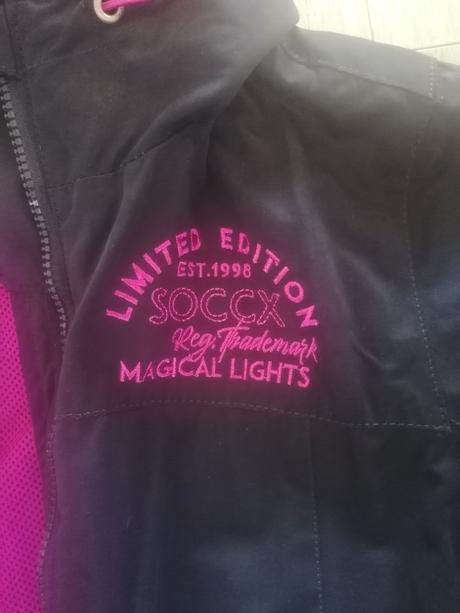 LIMITED EDITION
EST.1998
SOCCX
Reg. Trademark
MAGICAL LIGHTS